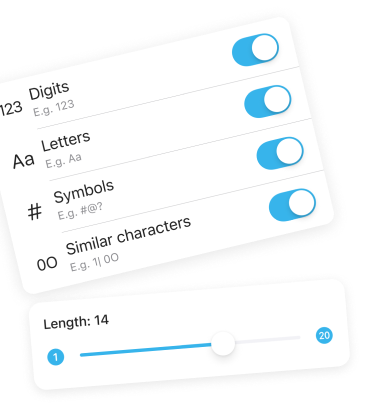 123 Digits
E.g. 123
Aa Letters
E.g. Aa
# Symbols
E.g. #@?
0O Similar characters
E.g. 1| 0O
Length: 14
1
20